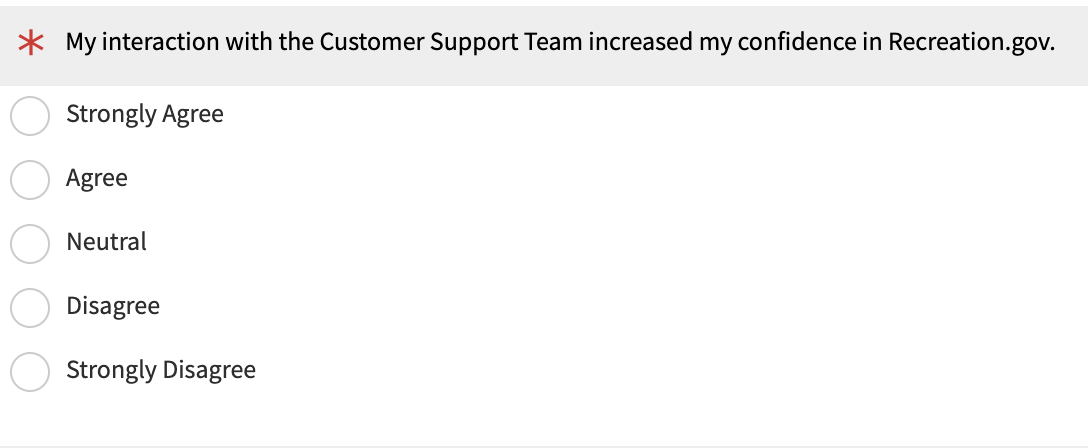 * My interaction with the Customer Support Team increased my confidence in Recreation.gov.
Strongly Agree
Agree
Neutral
Disagree
Strongly Disagree